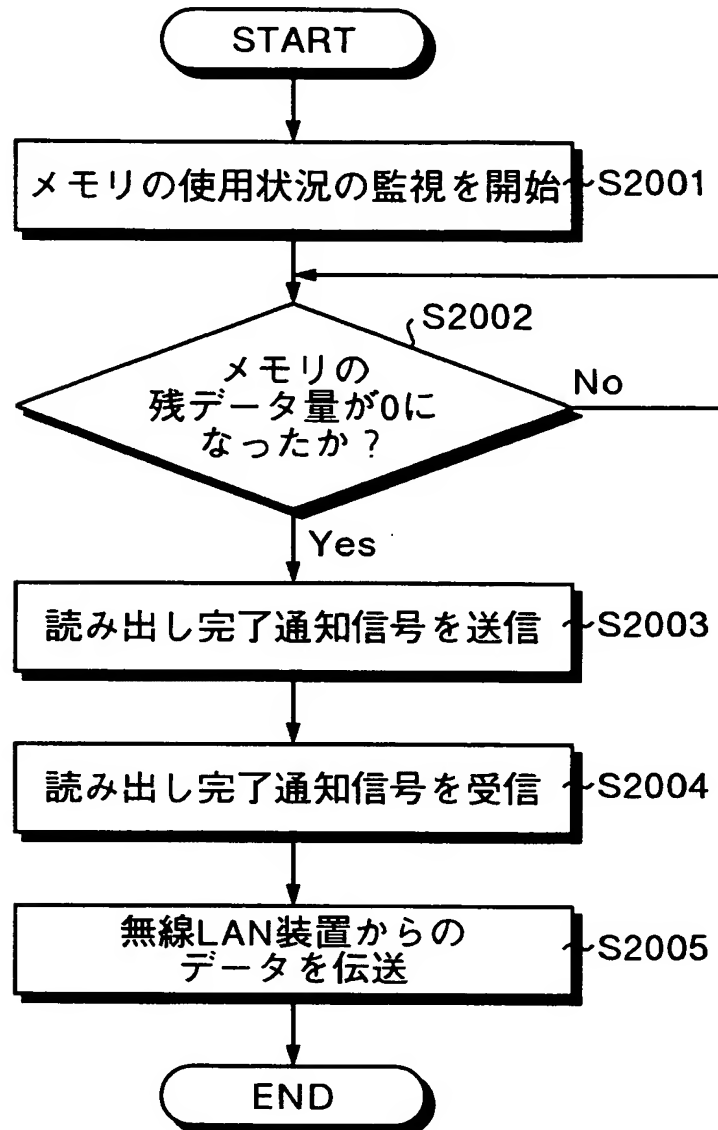 START
メモリの使用状況の監視を開始
S2001
S2002
メモリの
残データ量が0に
なったか?
No
Yes
読み出し完了通知信号を送信
S2003
読み出し完了通知信号を受信
S2004
無線LAN装置からの
データを伝送
S2005
END